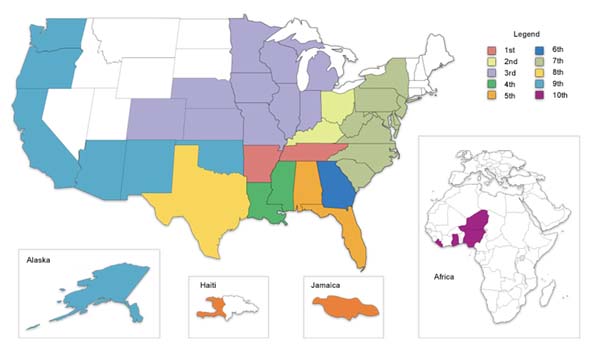 Legend
1st 6th
2nd 7th
3rd 8th
4th 9th
5th 10th
Alaska
Haiti
Jamaica
Africa